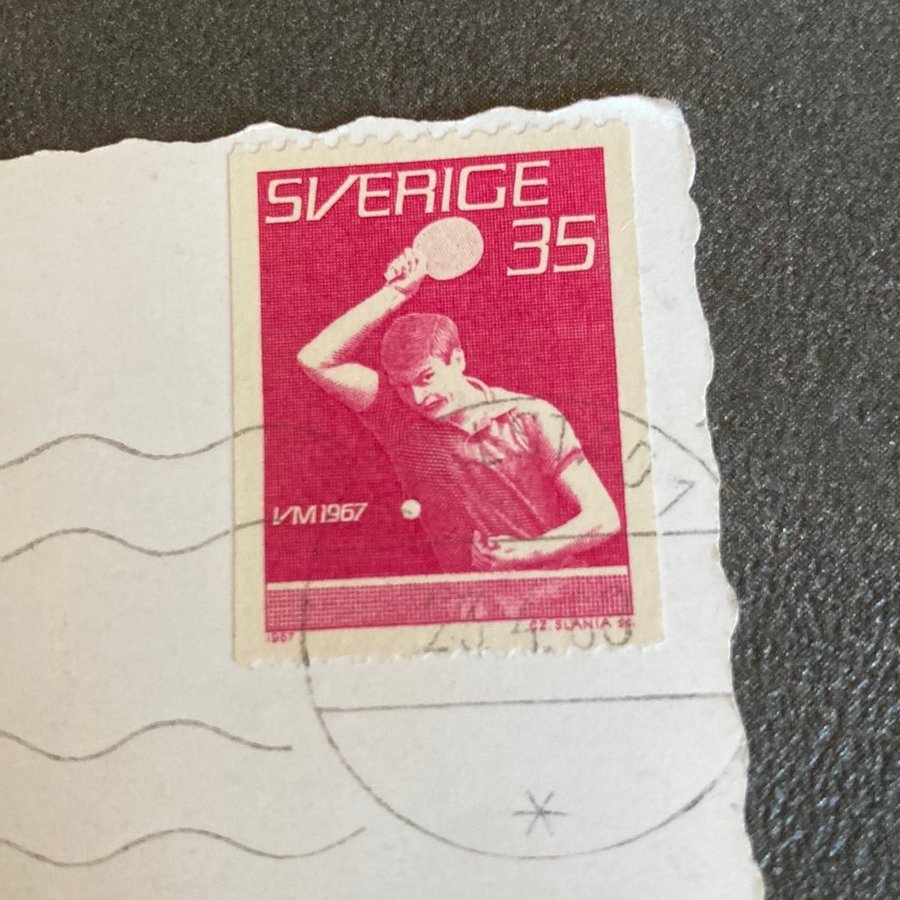 SVERIGE
35
VM 1967
1967 CZ. SLANIA SC.